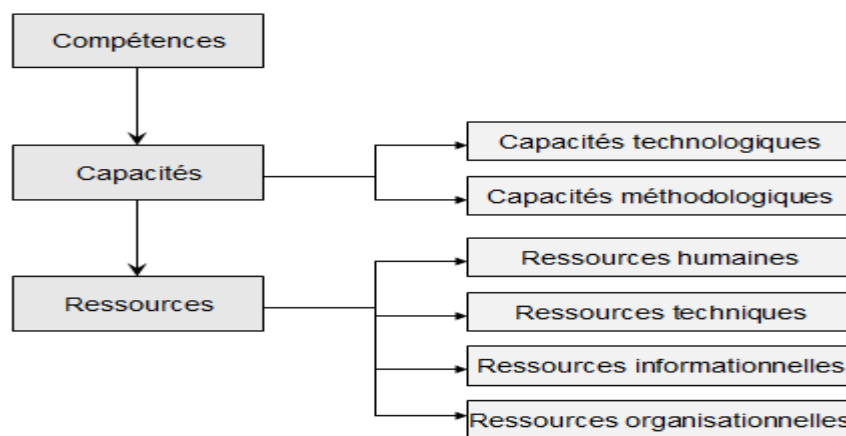 Compétences
Capacités
Capacités technologiques
Capacités méthodologiques
Ressources
Ressources humaines
Ressources techniques
Ressources informationnelles
Ressources organisationnelles